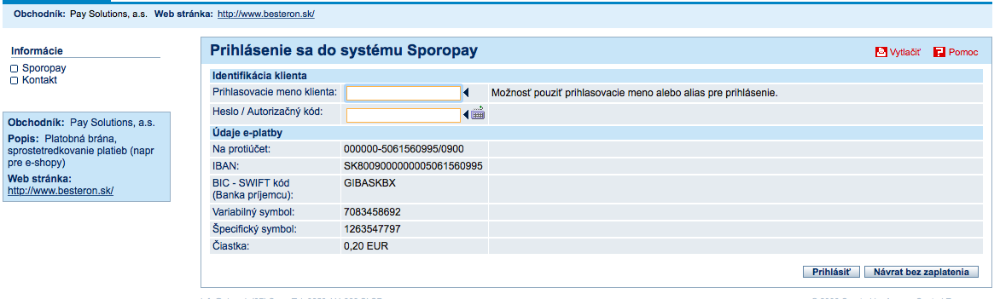 Obchodník: Pay Solutions, a.s. Web stránka: http://www.besteron.sk/
Informácie
Sporopay
Kontakt
Obchodník: Pay Solutions, a.s.
Popis: Platobná brána,
sprostetredkovanie platieb (napr
pre e-shopy)
Web stránka:
http://www.besteron.sk/
Prihlásenie sa do systému Sporopay
Vytlačiť
Pomoc
Identifikácia klienta
Prihlasovacie meno klienta:
Možnosť pouziť prihlasovacie meno alebo alias pre prihlásenie.
Heslo / Autorizačný kód:
Údaje e-platby
Na protiúčet: 000000-5061560995/0900
IBAN: SK8009000000005061560995
BIC - SWIFT kód GIBASKBX
(Banka príjemcu):
Variabilný symbol: 7083458692
Špecifický symbol: 1263547797
Čiastka: 0,20 EUR
Prihlásiť Návrat bez zaplatenia